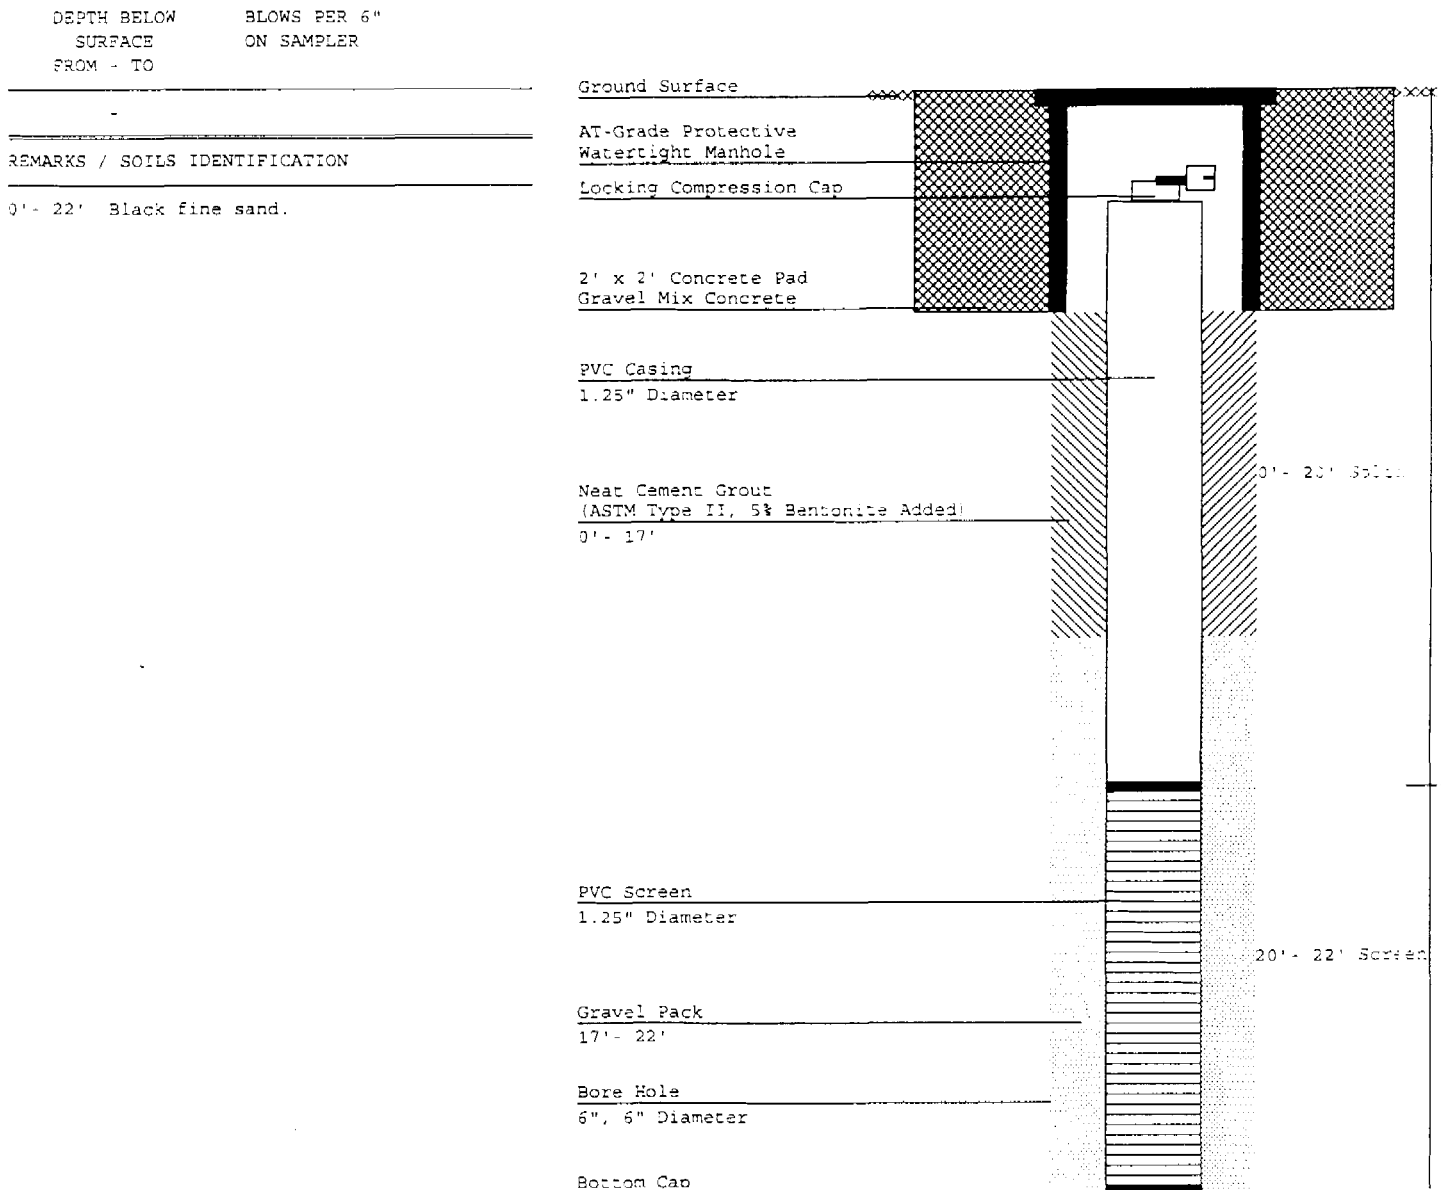 DEPTH BELOW BLOWS PER 6"
SURFACE ON SAMPLER
FROM - TO
-
REMARKS / SOILS IDENTIFICATION
0'- 22' Black fine sand.
Ground Surface
AT-Grade Protective
Watertight Manhole
Locking Compression Cap
2' x 2' Concrete Pad
Gravel Mix Concrete
PVC Casing
1.25" Diameter
0'- 20'
Neat Cement Grout
(ASTM Type II, 5% Bentonite Added)
0'- 17'
PVC Screen
1.25" Diameter
20'- 22' Screen
Gravel Pack
17'- 22'
Bore Hole
6", 6" Diameter
Bottom Cap